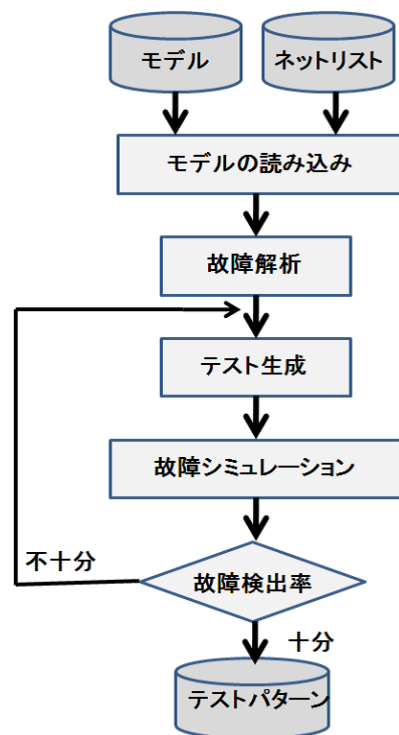 モデル
ネットリスト
モデルの読み込み
故障解析
テスト生成
故障シミュレーション
不十分
故障検出率
十分
テストパターン